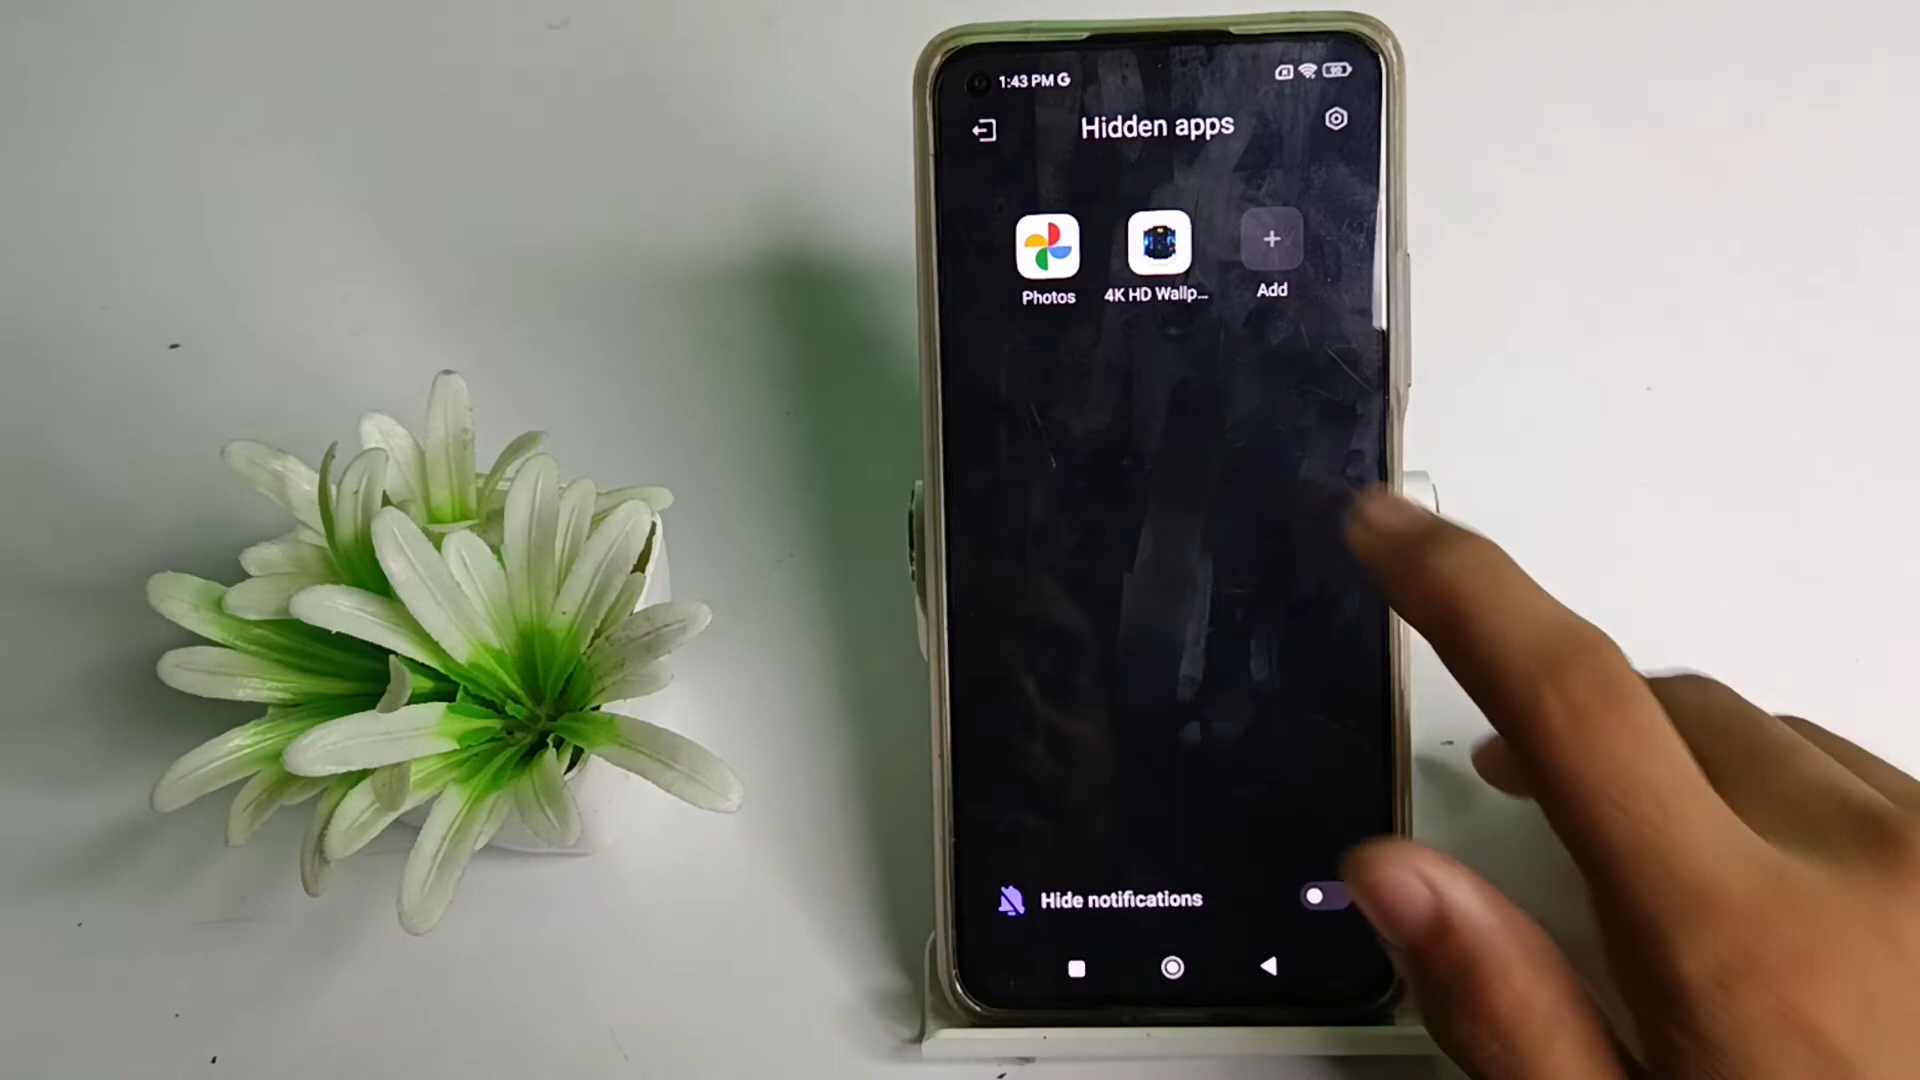 1:43 PM G
Hidden apps
Photos
4K HD Wallp...
Add
Hide notifications